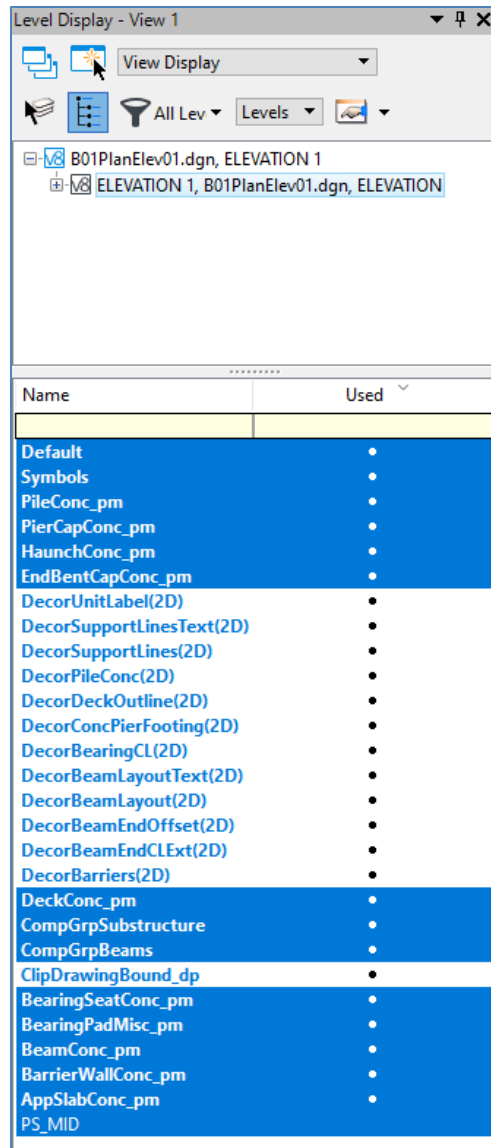 Level Display - View 1
View Display
All Lev
Levels
B01PlanElev01.dgn, ELEVATION 1
ELEVATION 1, B01PlanElev01.dgn, ELEVATION
Name Used
Default
Symbols
PileConc_pm
PierCapConc_pm
HaunchConc_pm
EndBentCapConc_pm
DecorUnitLabel(2D)
DecorSupportLinesText(2D)
DecorSupportLines(2D)
DecorPileConc(2D)
DecorDeckOutline(2D)
DecorConcPierFooting(2D)
DecorBearingCL(2D)
DecorBeamLayoutText(2D)
DecorBeamLayout(2D)
DecorBeamEndOffset(2D)
DecorBeamEndCLExt(2D)
DecorBarriers(2D)
DeckConc_pm
CompGrpSubstructure
CompGrpBeams
ClipDrawingBound_dp
BearingSeatConc_pm
BearingPadMisc_pm
BeamConc_pm
BarrierWallConc_pm
AppSlabConc_pm
PS_MID